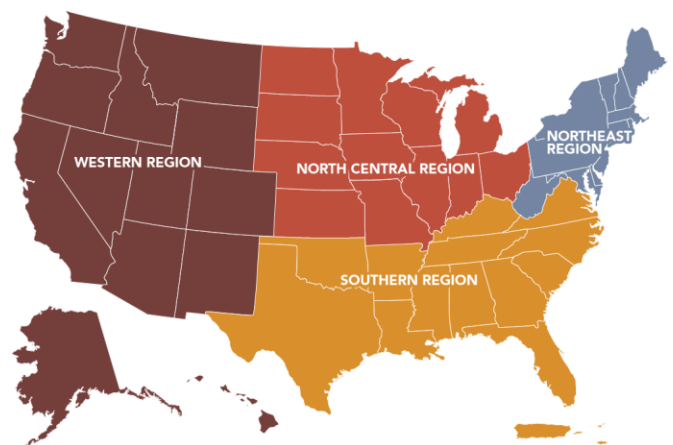 NORTHEAST
REGION
WESTERN REGION
NORTH CENTRAL REGION
SOUTHERN REGION